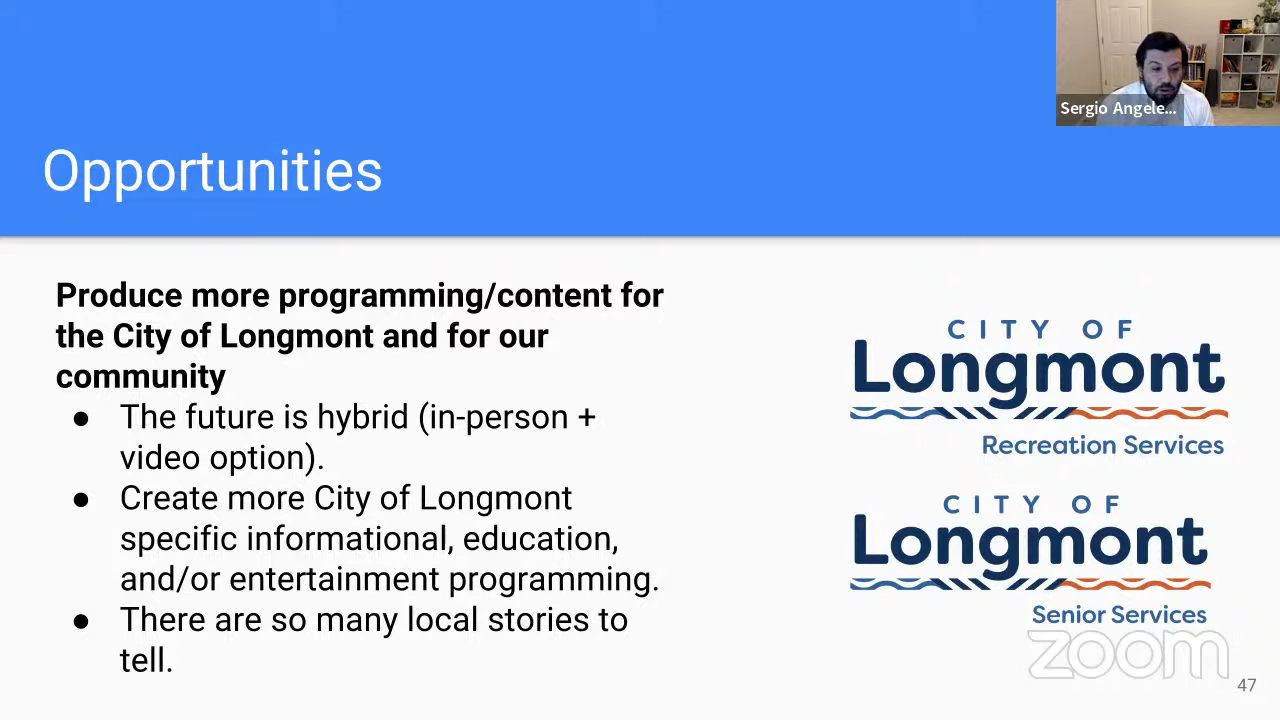 Sergio Angele...
Opportunities
Produce more programming/content for
the City of Longmont and for our
community
● The future is hybrid (in-person +
video option).
● Create more City of Longmont
specific informational, education,
and/or entertainment programming.
● There are so many local stories to
tell.
CITY OF
Longmont
Recreation Services
CITY OF
Longmont
Senior Services
zoom
47